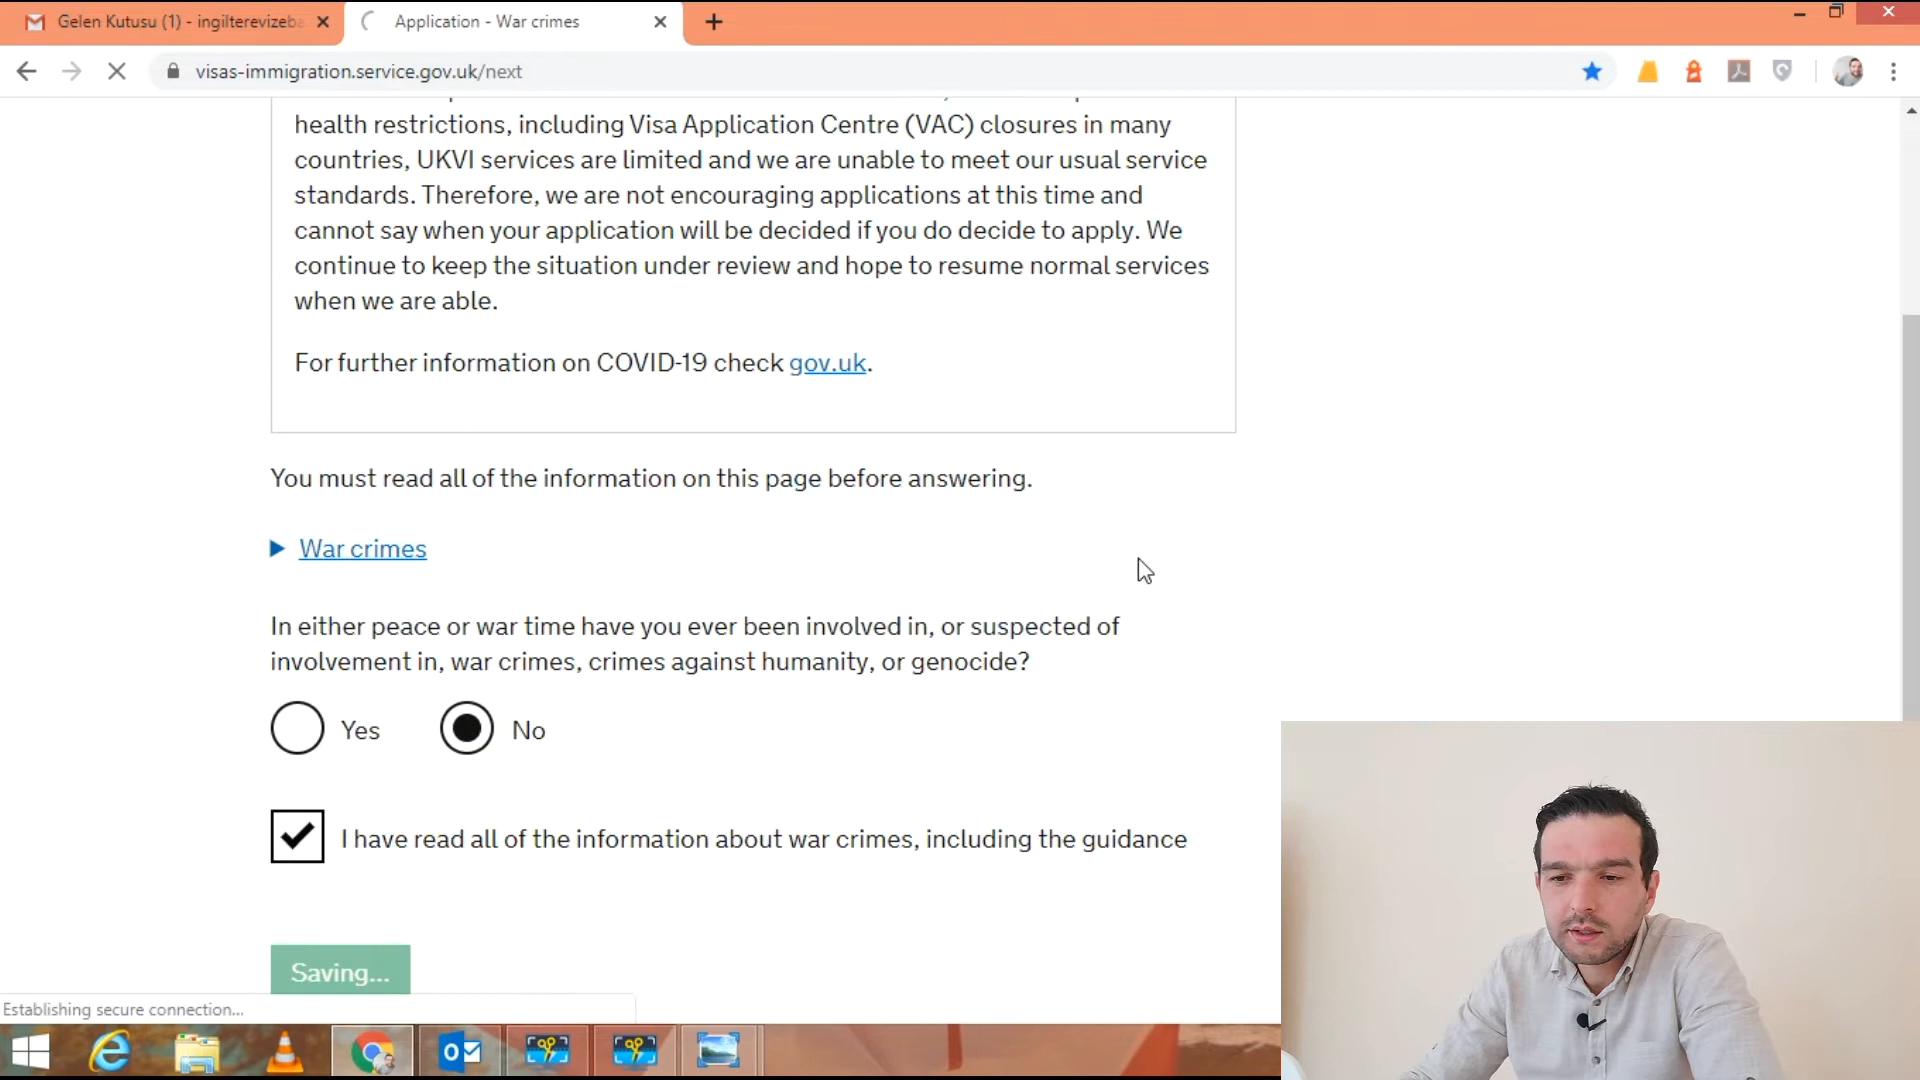 Gelen Kutusu (1) - ingilterevizeba
Application - War crimes
visas-immigration.service.gov.uk/next
health restrictions, including Visa Application Centre (VAC) closures in many
countries, UKVI services are limited and we are unable to meet our usual service
standards. Therefore, we are not encouraging applications at this time and
cannot say when your application will be decided if you do decide to apply. We
continue to keep the situation under review and hope to resume normal services
when we are able.
For further information on COVID-19 check gov.uk.
You must read all of the information on this page before answering.
War crimes
In either peace or war time have you ever been involved in, or suspected of
involvement in, war crimes, crimes against humanity, or genocide?
Yes No
I have read all of the information about war crimes, including the guidance
Saving...
Establishing secure connection...